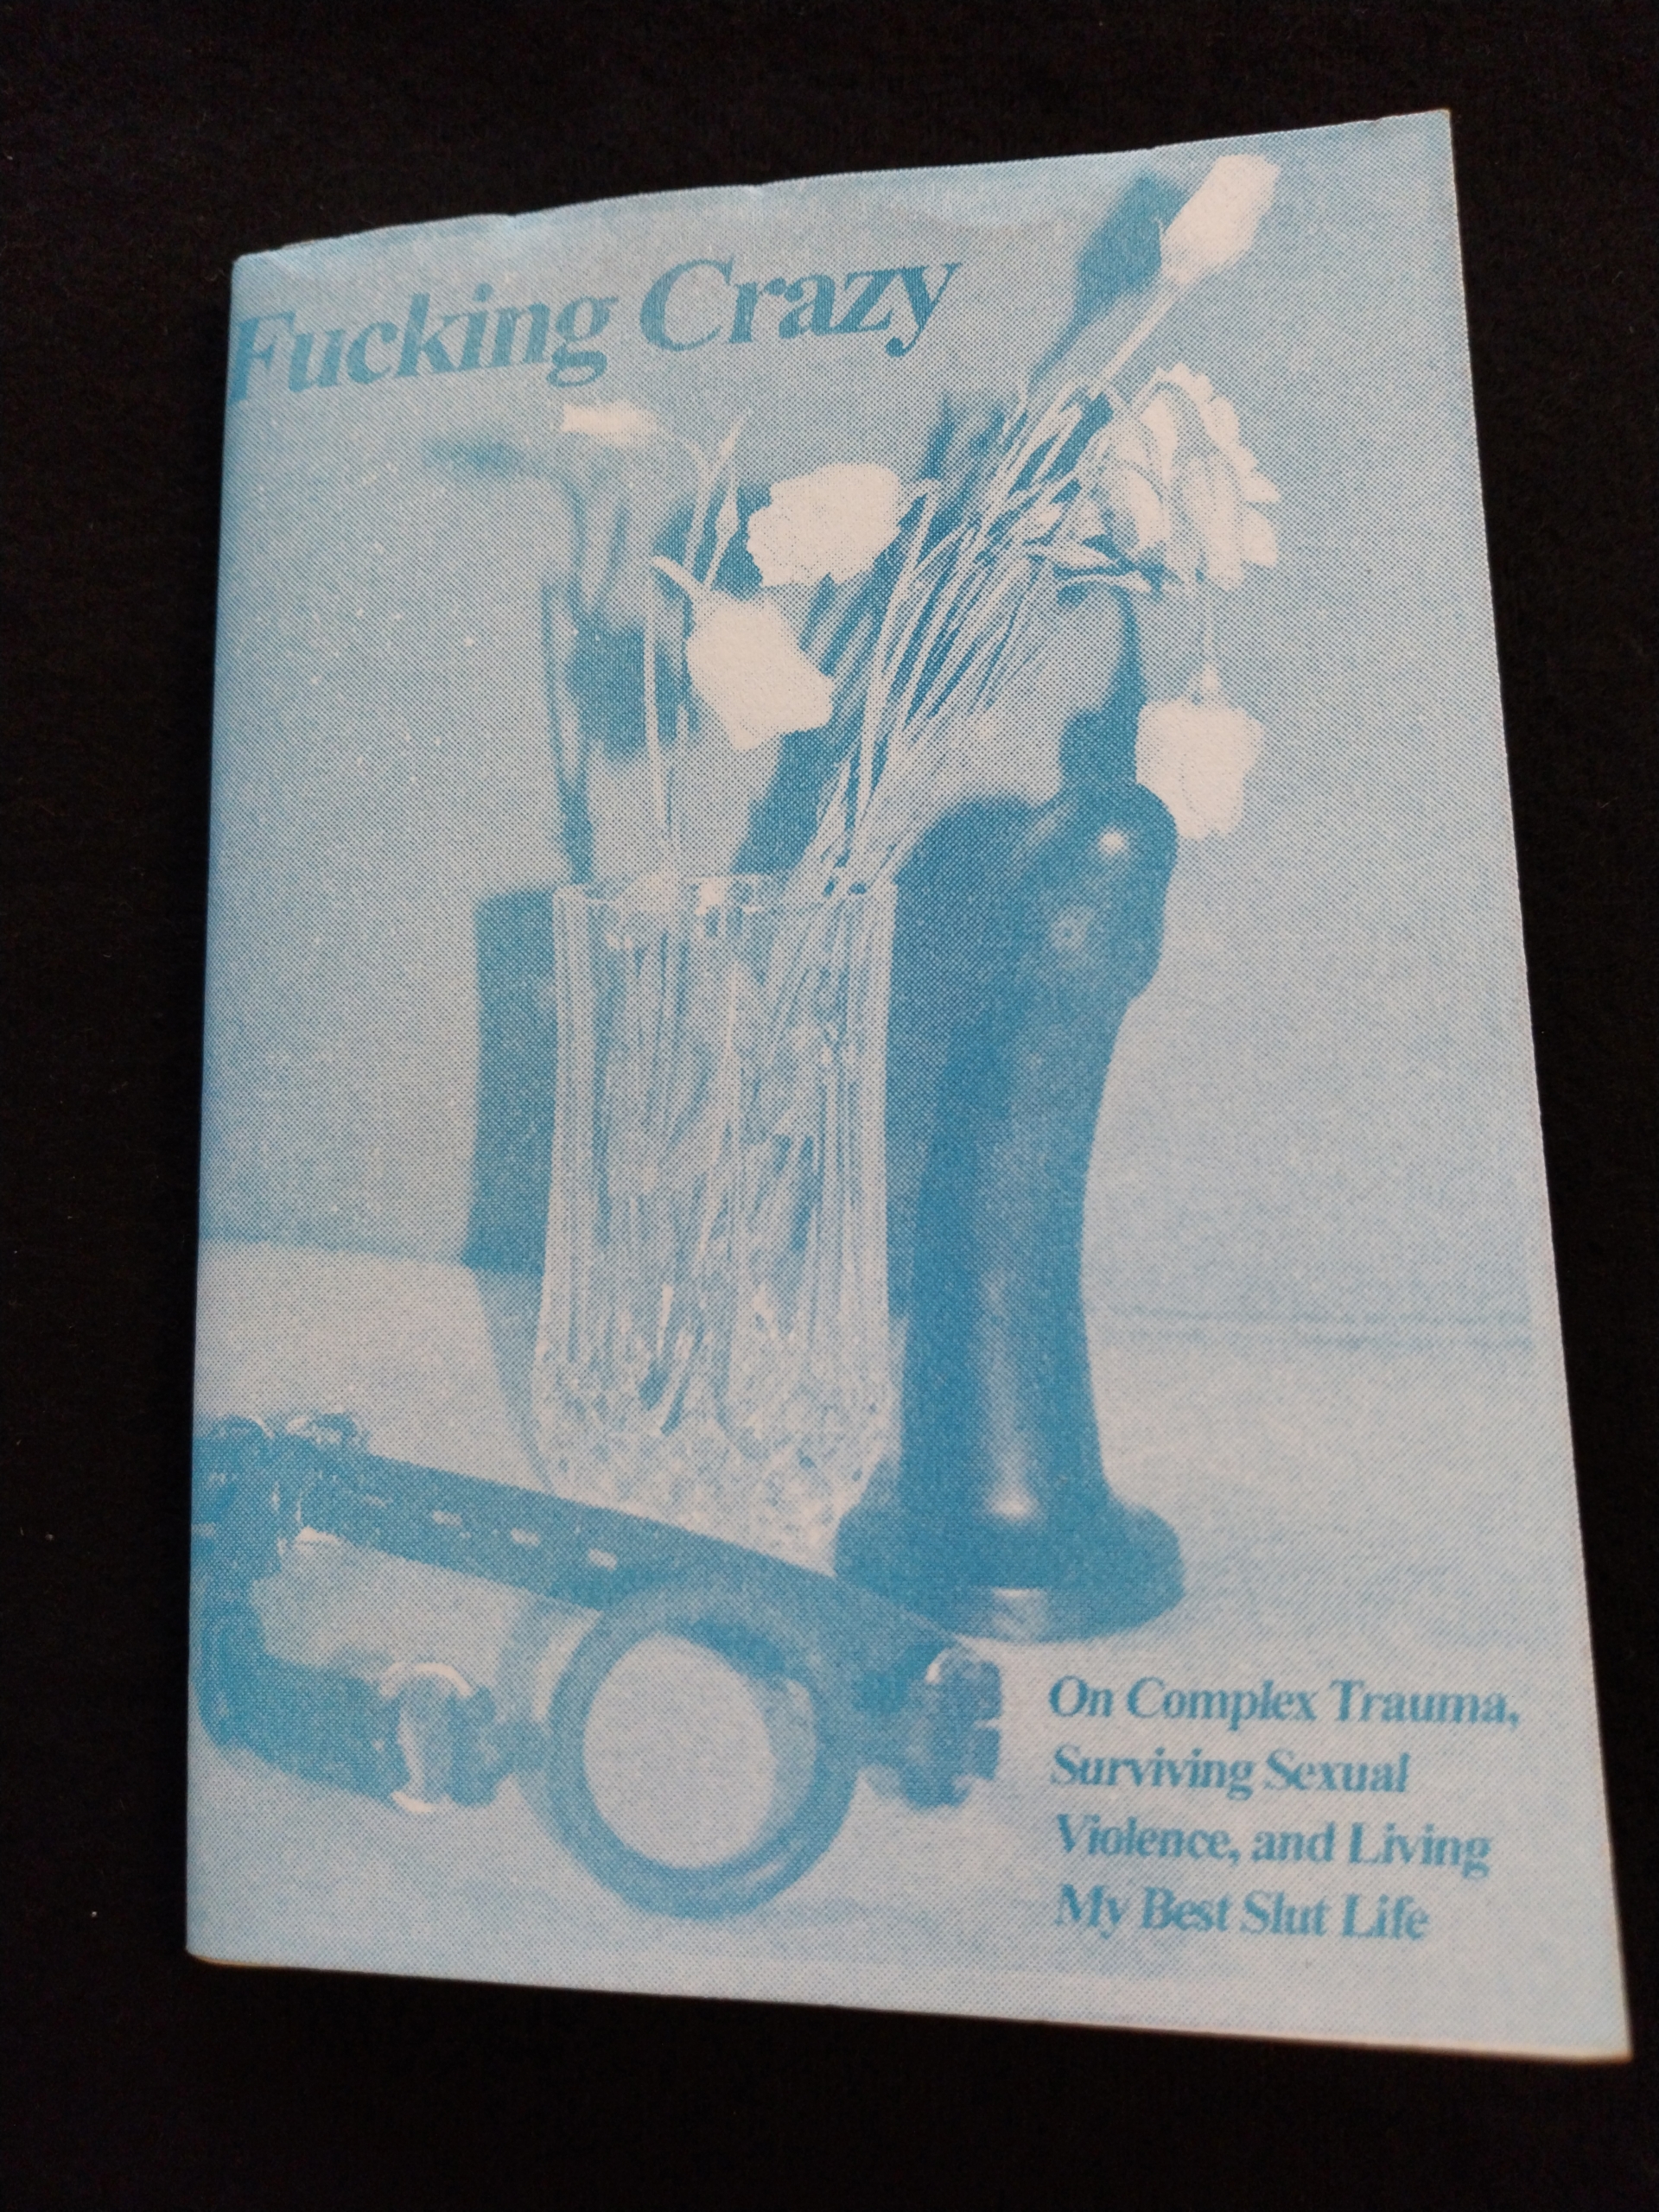 Fucking Crazy
On Complex Trauma,
Surviving Sexual
Violence, and Living
My Best Slut Life